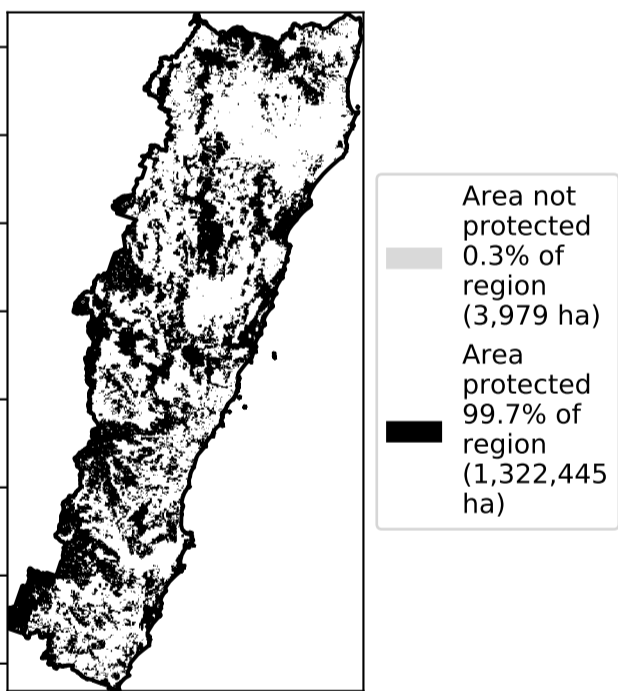 Area not
protected
0.3% of
region
(3,979 ha)
Area
protected
99.7% of
region
(1,322,445
ha)